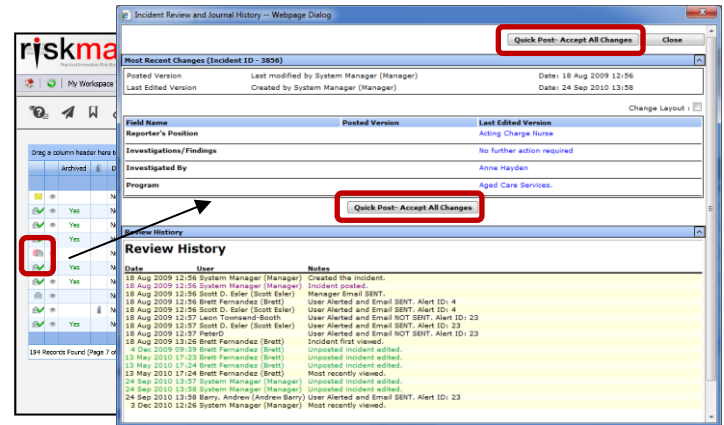 Incident Review and Journal History -- Webpage Dialog
Quick Post- Accept All Changes
Close
Most Recent Changes (Incident ID - 3856)
Posted Version Last modified by System Manager (Manager) Date: 18 Aug 2009 12:56
Last Edited Version Created by System Manager (Manager) Date: 24 Sep 2010 13:58
Change Layout :
Field Name Posted Version Last Edited Version
Reporter's Position Acting Charge Nurse
Investigations/Findings No further action required
Investigated By Anne Hayden
Program Aged Care Services.
Quick Post- Accept All Changes
Review History
Review History
Date User Notes
18 Aug 2009 12:56 System Manager (Manager) Created the incident.
18 Aug 2009 12:56 System Manager (Manager) Incident posted.
18 Aug 2009 12:56 Scott D. Esler (Scott Esler) Manager Email SENT.
18 Aug 2009 12:56 Brett Fernandez (Brett) User Alerted and Email SENT. Alert ID: 4
18 Aug 2009 12:56 Scott D. Esler (Scott Esler) User Alerted and Email SENT. Alert ID: 4
18 Aug 2009 12:57 Leon Townsend-Booth User Alerted and Email NOT SENT. Alert ID: 23
18 Aug 2009 12:57 Scott D. Esler (Scott Esler) User Alerted and Email SENT. Alert ID: 23
18 Aug 2009 12:57 PeterD User Alerted and Email NOT SENT. Alert ID: 23
18 Aug 2009 13:26 Brett Fernandez (Brett) Incident first viewed.
4 Dec 2009 09:39 Brett Fernandez (Brett) Unposted incident edited.
13 May 2010 17:23 Brett Fernandez (Brett) Unposted incident edited.
13 May 2010 17:24 Brett Fernandez (Brett) Unposted incident edited.
13 May 2010 17:24 Brett Fernandez (Brett) Most recently viewed.
24 Sep 2010 13:57 System Manager (Manager) Unposted incident edited.
24 Sep 2010 13:58 System Manager (Manager) Unposted incident edited.
24 Sep 2010 13:58 Barry, Andrew (Andrew Barry) User Alerted and Email SENT. Alert ID: 23
3 Dec 2010 12:26 System Manager (Manager) Most recently viewed.
riskma
My Workspace
Drag a column header here t
Archived D
N
N
Yes N
Yes N
N
Yes N
N
N
Yes N
194 Records Found (Page 7 of